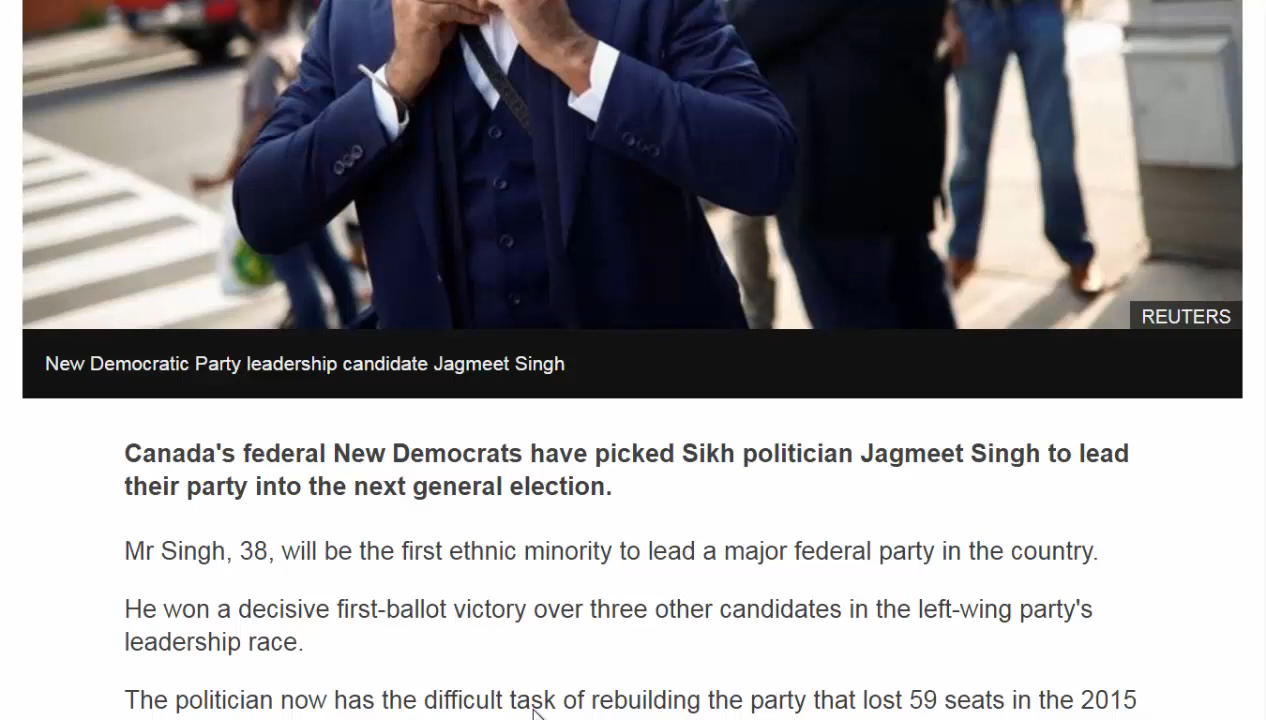 REUTERS
New Democratic Party leadership candidate Jagmeet Singh
Canada's federal New Democrats have picked Sikh politician Jagmeet Singh to lead
their party into the next general election.
Mr Singh, 38, will be the first ethnic minority to lead a major federal party in the country.
He won a decisive first-ballot victory over three other candidates in the left-wing party's
leadership race.
The politician now has the difficult task of rebuilding the party that lost 59 seats in the 2015